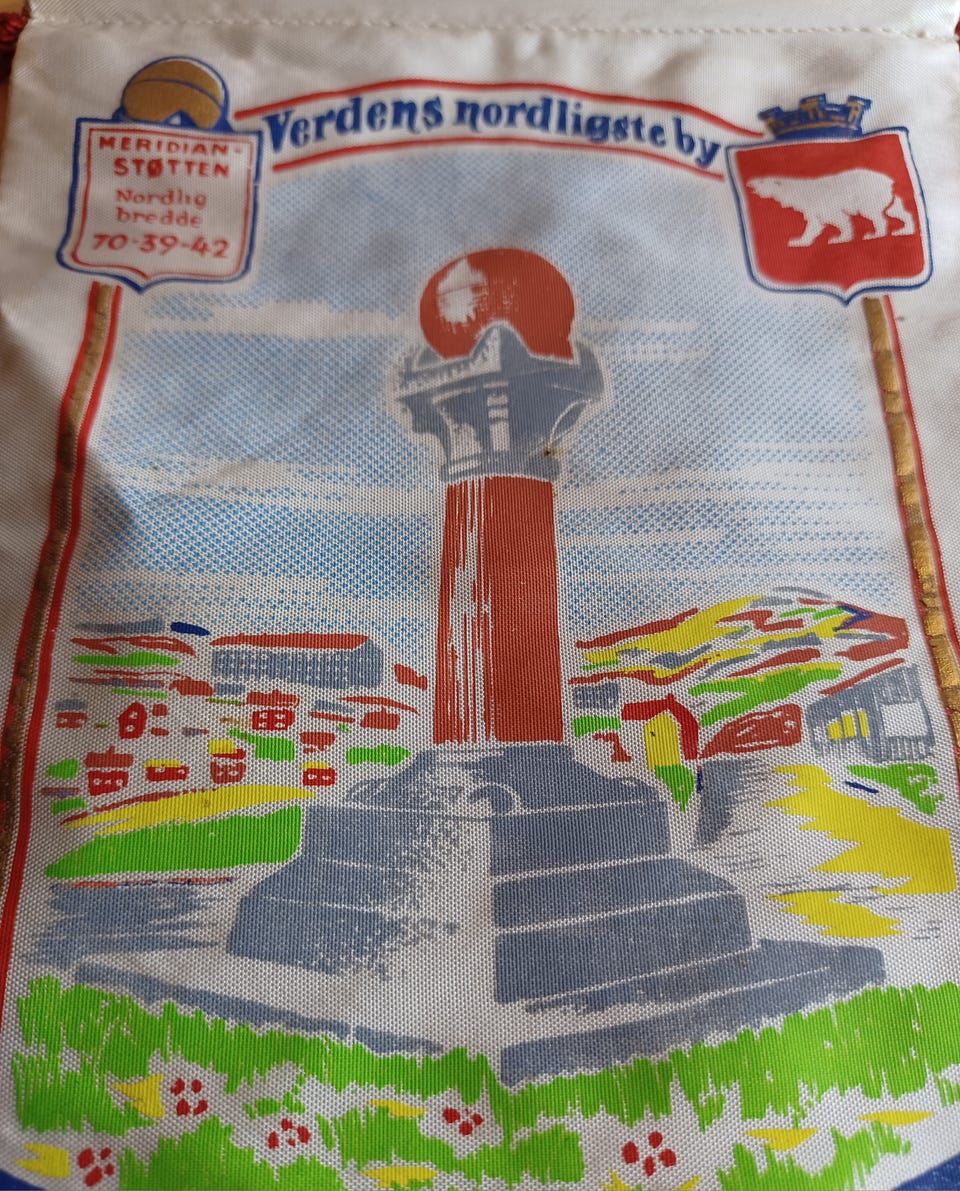 Verdens nordligste by
MERIDIAN-
STØTTEN
Nordlig
bredde
70-39-42